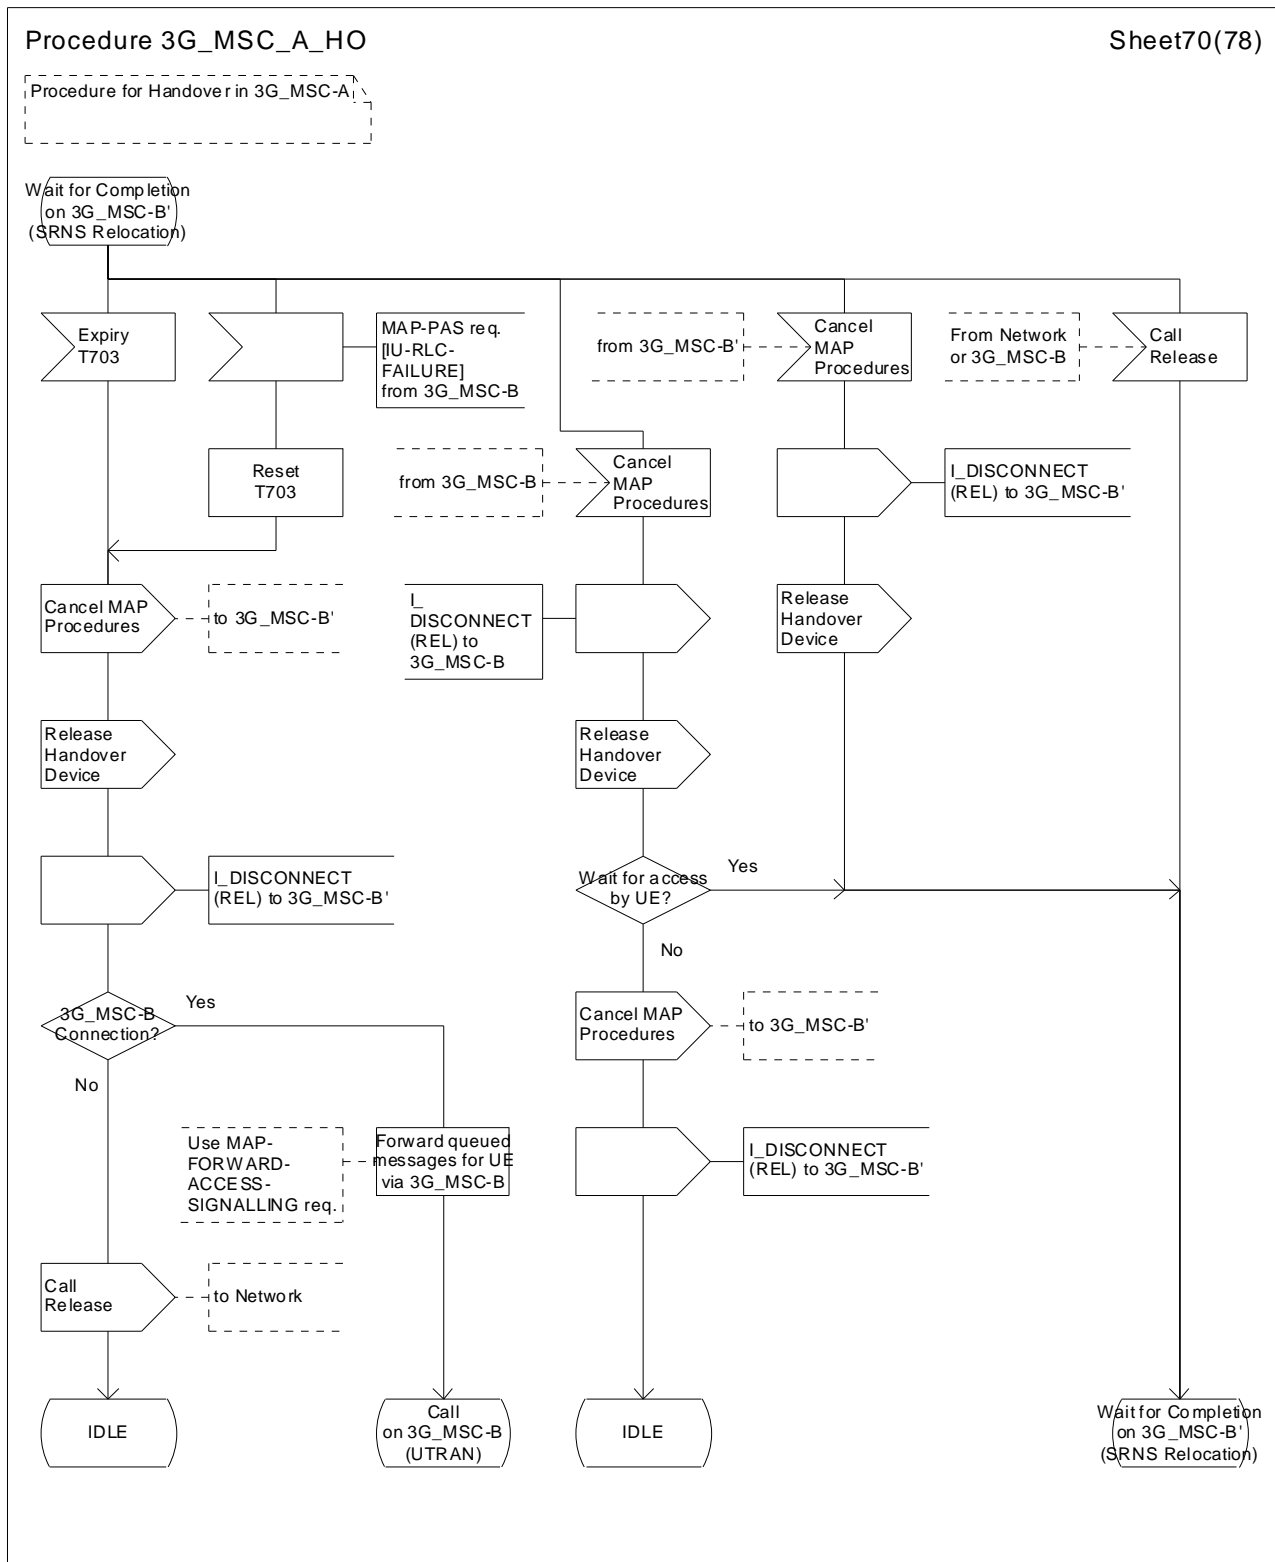 Procedure 3G_MSC_A_HO
Sheet70(78)
Procedure for Handover in 3G_MSC-A
Wait for Completion
on 3G_MSC-B'
(SRNS Relocation)
Expiry
T703
MAP-PAS req.
[IU-RLC-
FAILURE]
from 3G_MSC-B
from 3G_MSC-B'
Cancel
MAP
Procedures
From Network
or 3G_MSC-B
Call
Release
Reset
T703
from 3G_MSC-B
Cancel
MAP
Procedures
I_DISCONNECT
(REL) to 3G_MSC-B'
Cancel MAP
Procedures
to 3G_MSC-B'
I_
DISCONNECT
(REL) to
3G_MSC-B
Release
Handover
Device
Release
Handover
Device
Release
Handover
Device
I_DISCONNECT
(REL) to 3G_MSC-B'
Wait for access
by UE?
Yes
No
3G_MSC-B
Connection?
Yes
No
Cancel MAP
Procedures
to 3G_MSC-B'
Use MAP-
FORWARD-
ACCESS-
SIGNALLING req.
Forward queued
messages for UE
via 3G_MSC-B
I_DISCONNECT
(REL) to 3G_MSC-B'
Call
Release
to Network
IDLE
Call
on 3G_MSC-B
(UTRAN)
IDLE
Wait for Completion
on 3G_MSC-B'
(SRNS Relocation)